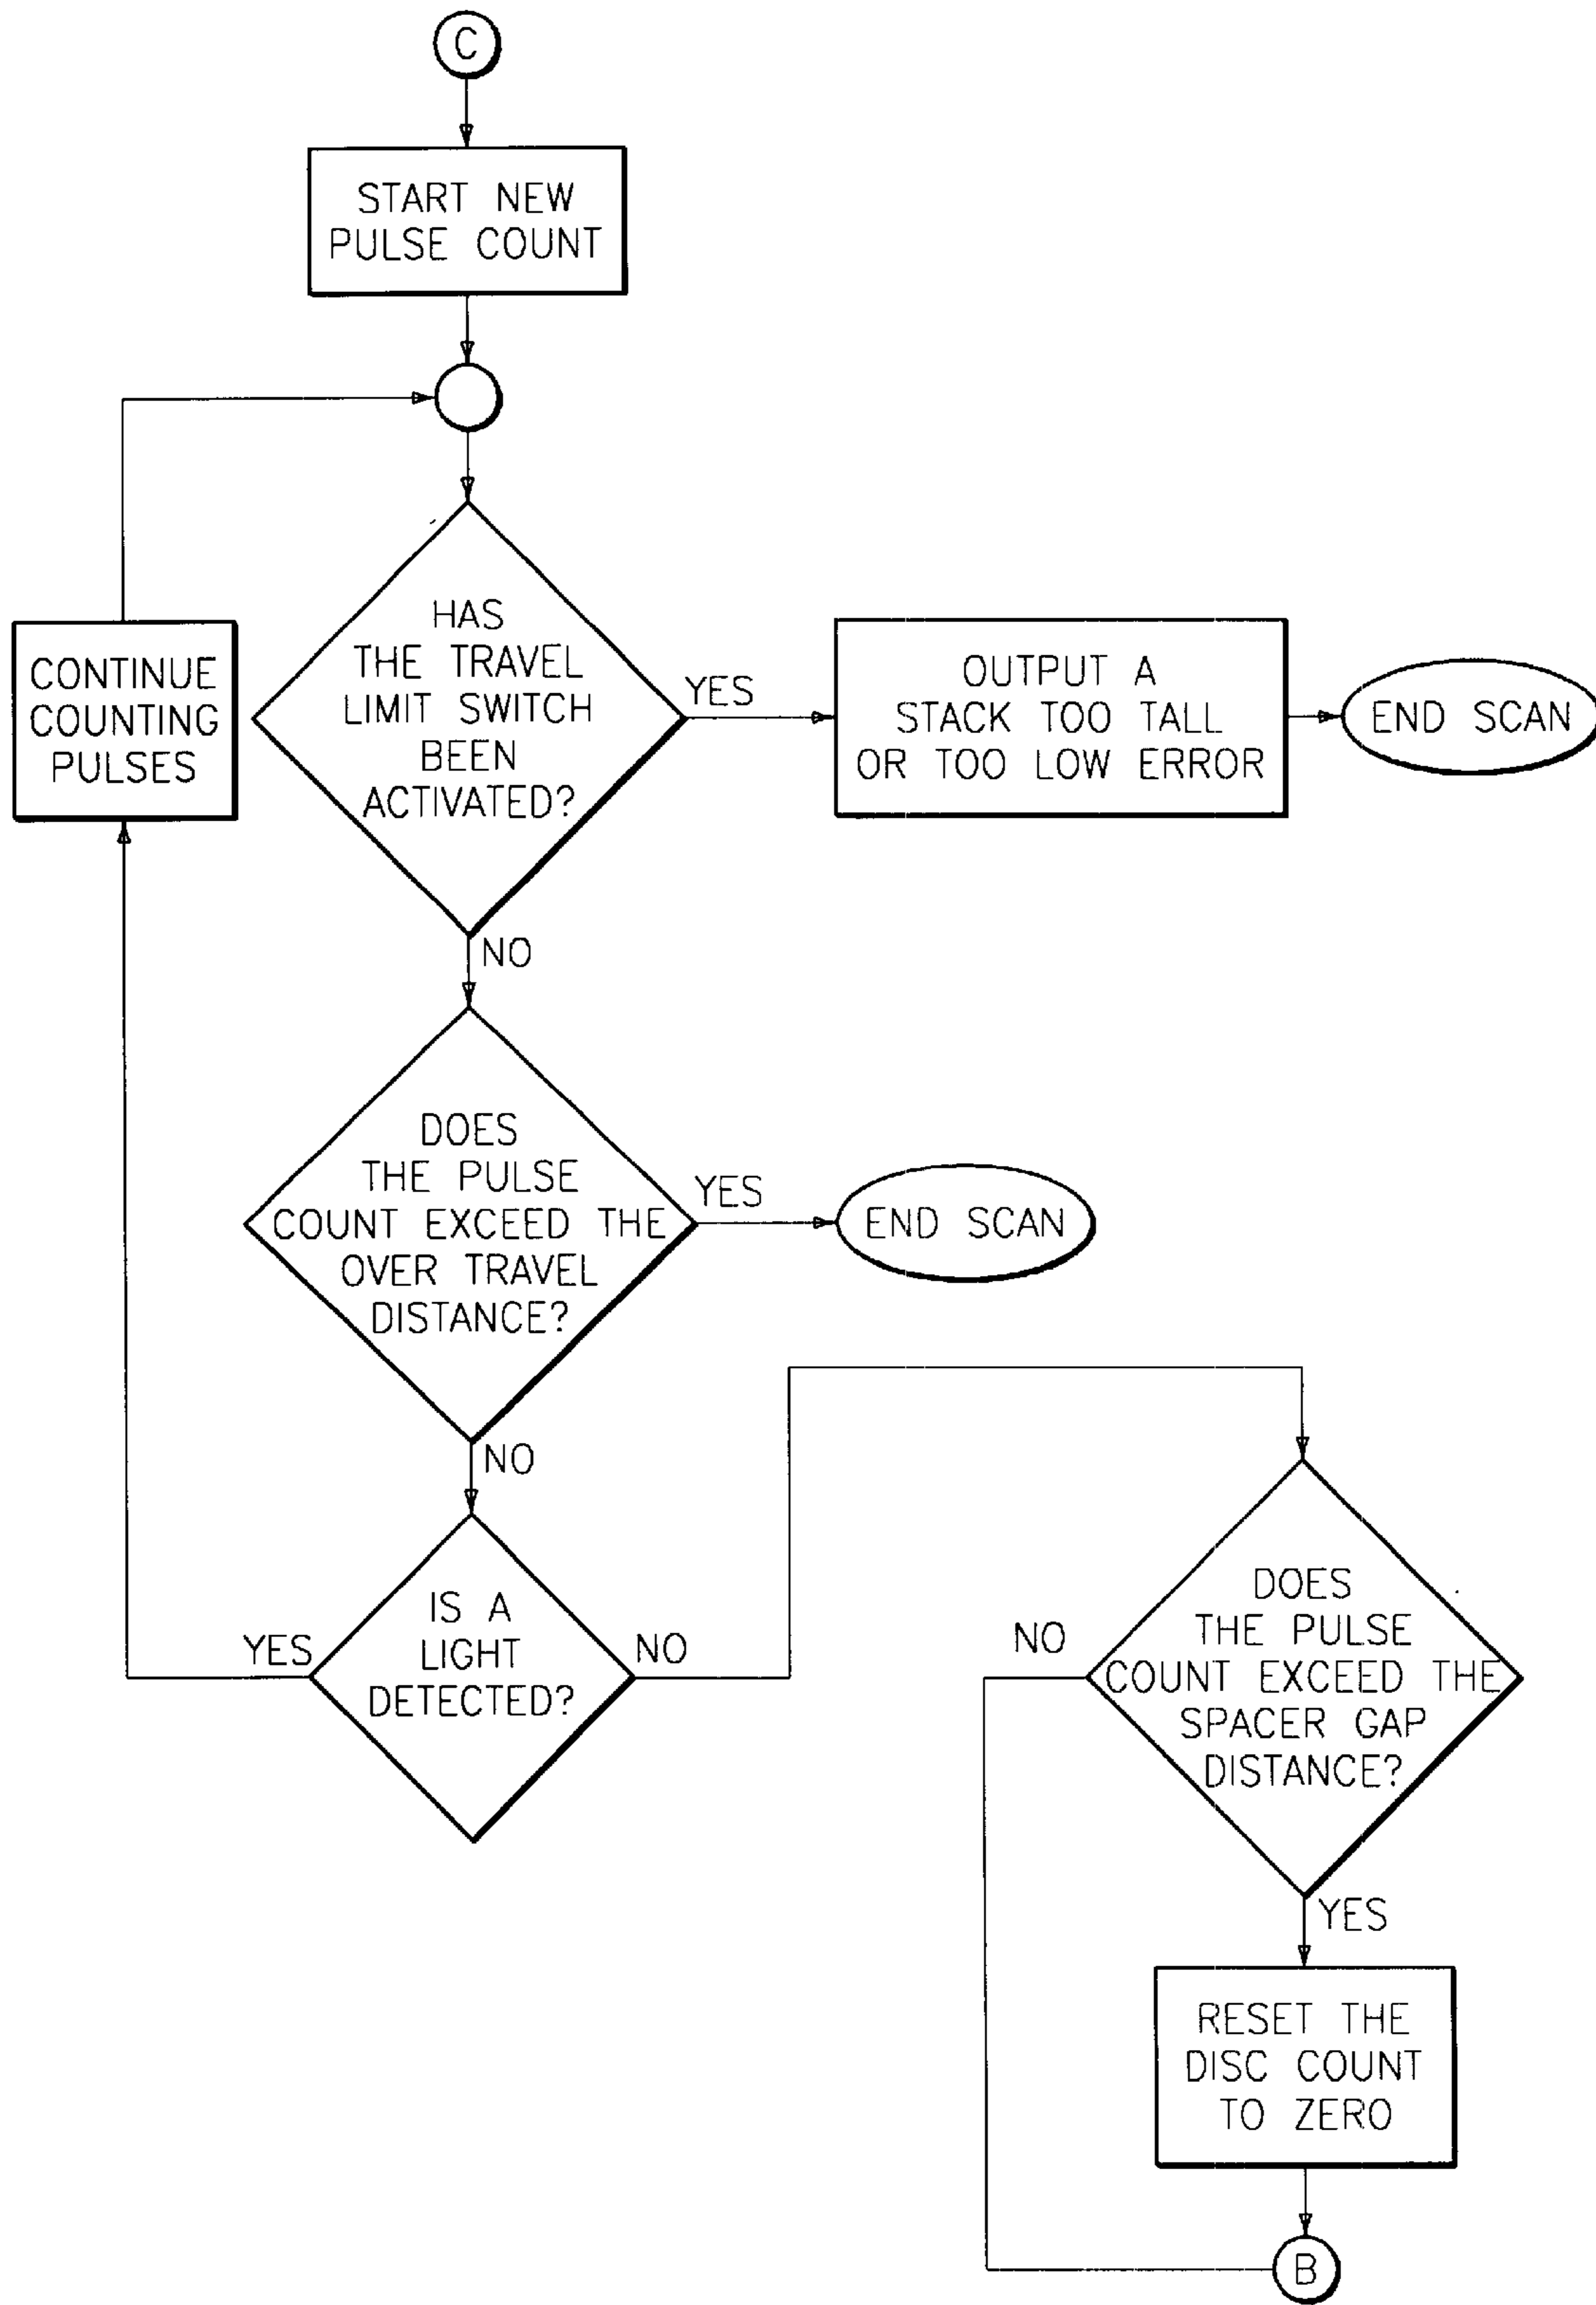 C
START NEW
PULSE COUNT
HAS
THE TRAVEL
LIMIT SWITCH
BEEN
ACTIVATED?
YES
OUTPUT A
STACK TOO TALL
OR TOO LOW ERROR
END SCAN
CONTINUE
COUNTING
PULSES
NO
DOES
THE PULSE
COUNT EXCEED THE
OVER TRAVEL
DISTANCE?
YES
END SCAN
NO
IS A
LIGHT
DETECTED?
YES
NO
DOES
THE PULSE
COUNT EXCEED THE
SPACER GAP
DISTANCE?
NO
YES
RESET THE
DISC COUNT
TO ZERO
B